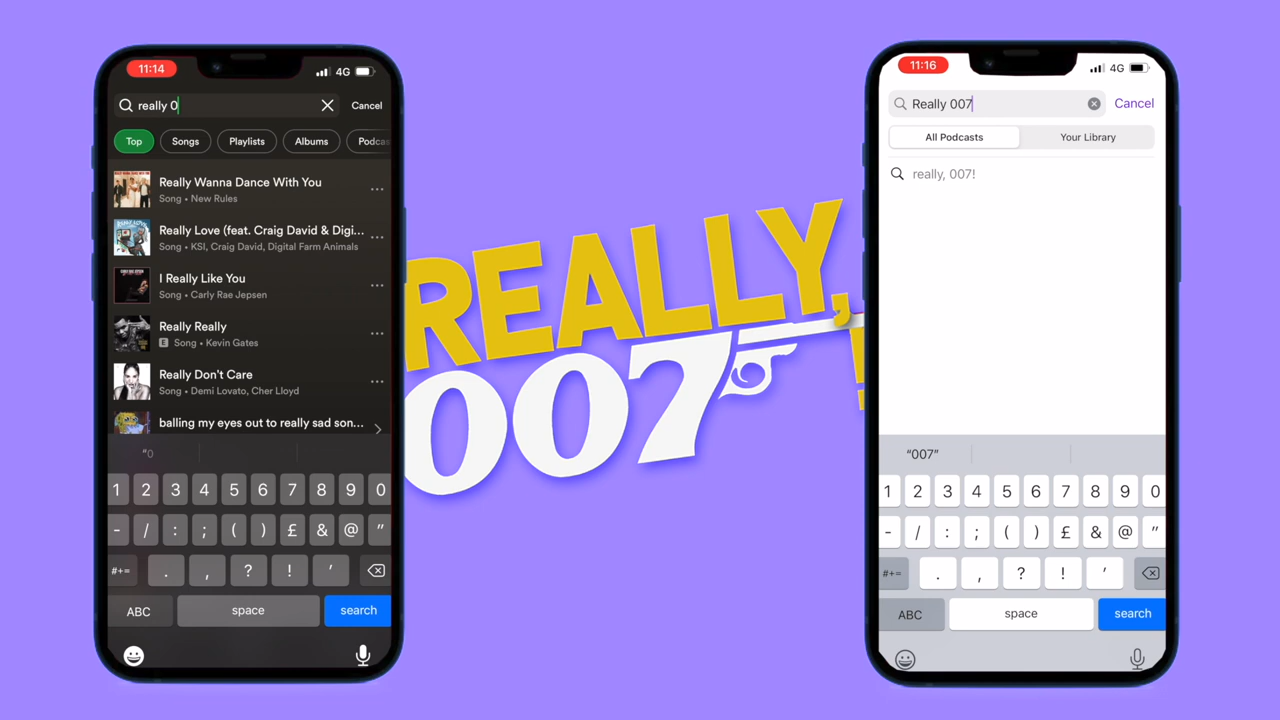 11:14
4G
really 0
Cancel
Top
Songs
Playlists
Albums
Podcas
Really Wanna Dance With You
Song • New Rules
Really Love (feat. Craig David & Digi...
Song • KSI, Craig David, Digital Farm Animals
I Really Like You
Song • Carly Rae Jepsen
Really Really
E Song • Kevin Gates
Really Don't Care
Song • Demi Lovato, Cher Lloyd
balling my eyes out to really sad son...
"0
1 2 3 4 5 6 7 8 9 0
- / : ; ( ) £ & @ "
#+= . , ? ! '
ABC space search
REALLY,
007!
11:16
4G
Really 007
Cancel
All Podcasts
Your Library
really, 007!
"007"
1 2 3 4 5 6 7 8 9 0
- / : ; ( ) £ & @ "
#+= . , ? ! '
ABC space search